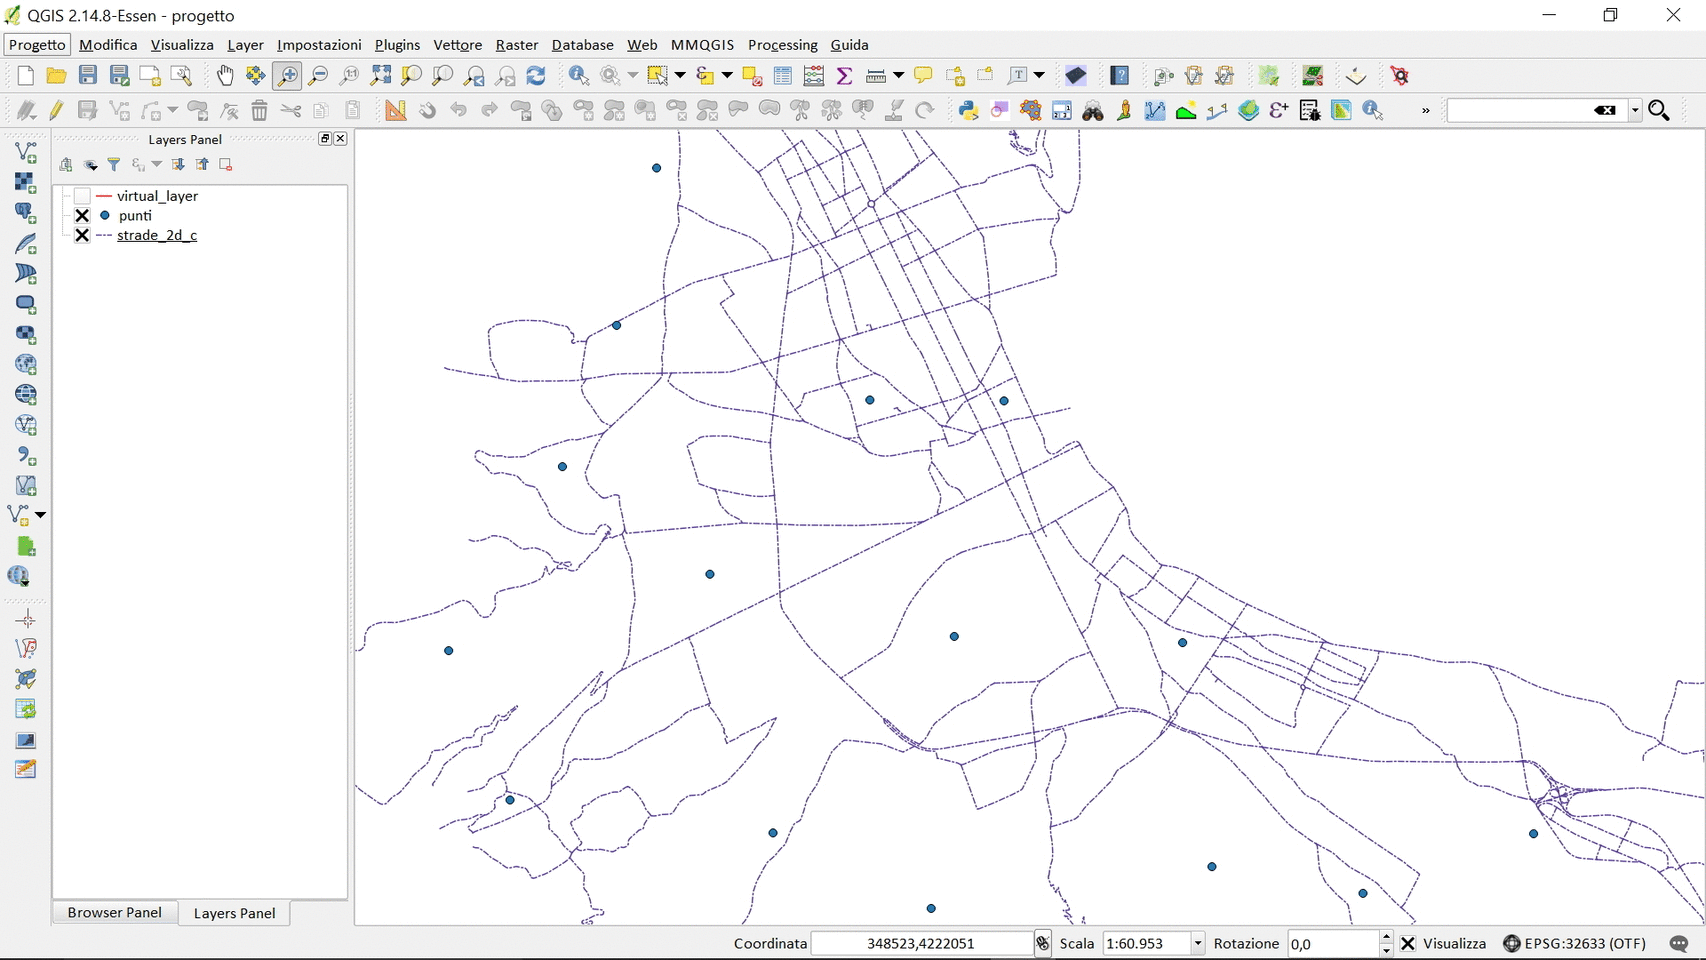 QGIS 2.14.8-Essen - progetto
Progetto Modifica Visualizza Layer Impostazioni Plugins Vettore Raster Database Web MMQGIS Processing Guida
Layers Panel
virtual_layer
punti
strade_2d_c
Browser Panel Layers Panel
Coordinata 348523,4222051 Scala 1:60.953 Rotazione 0,0 Visualizza EPSG:32633 (OTF)